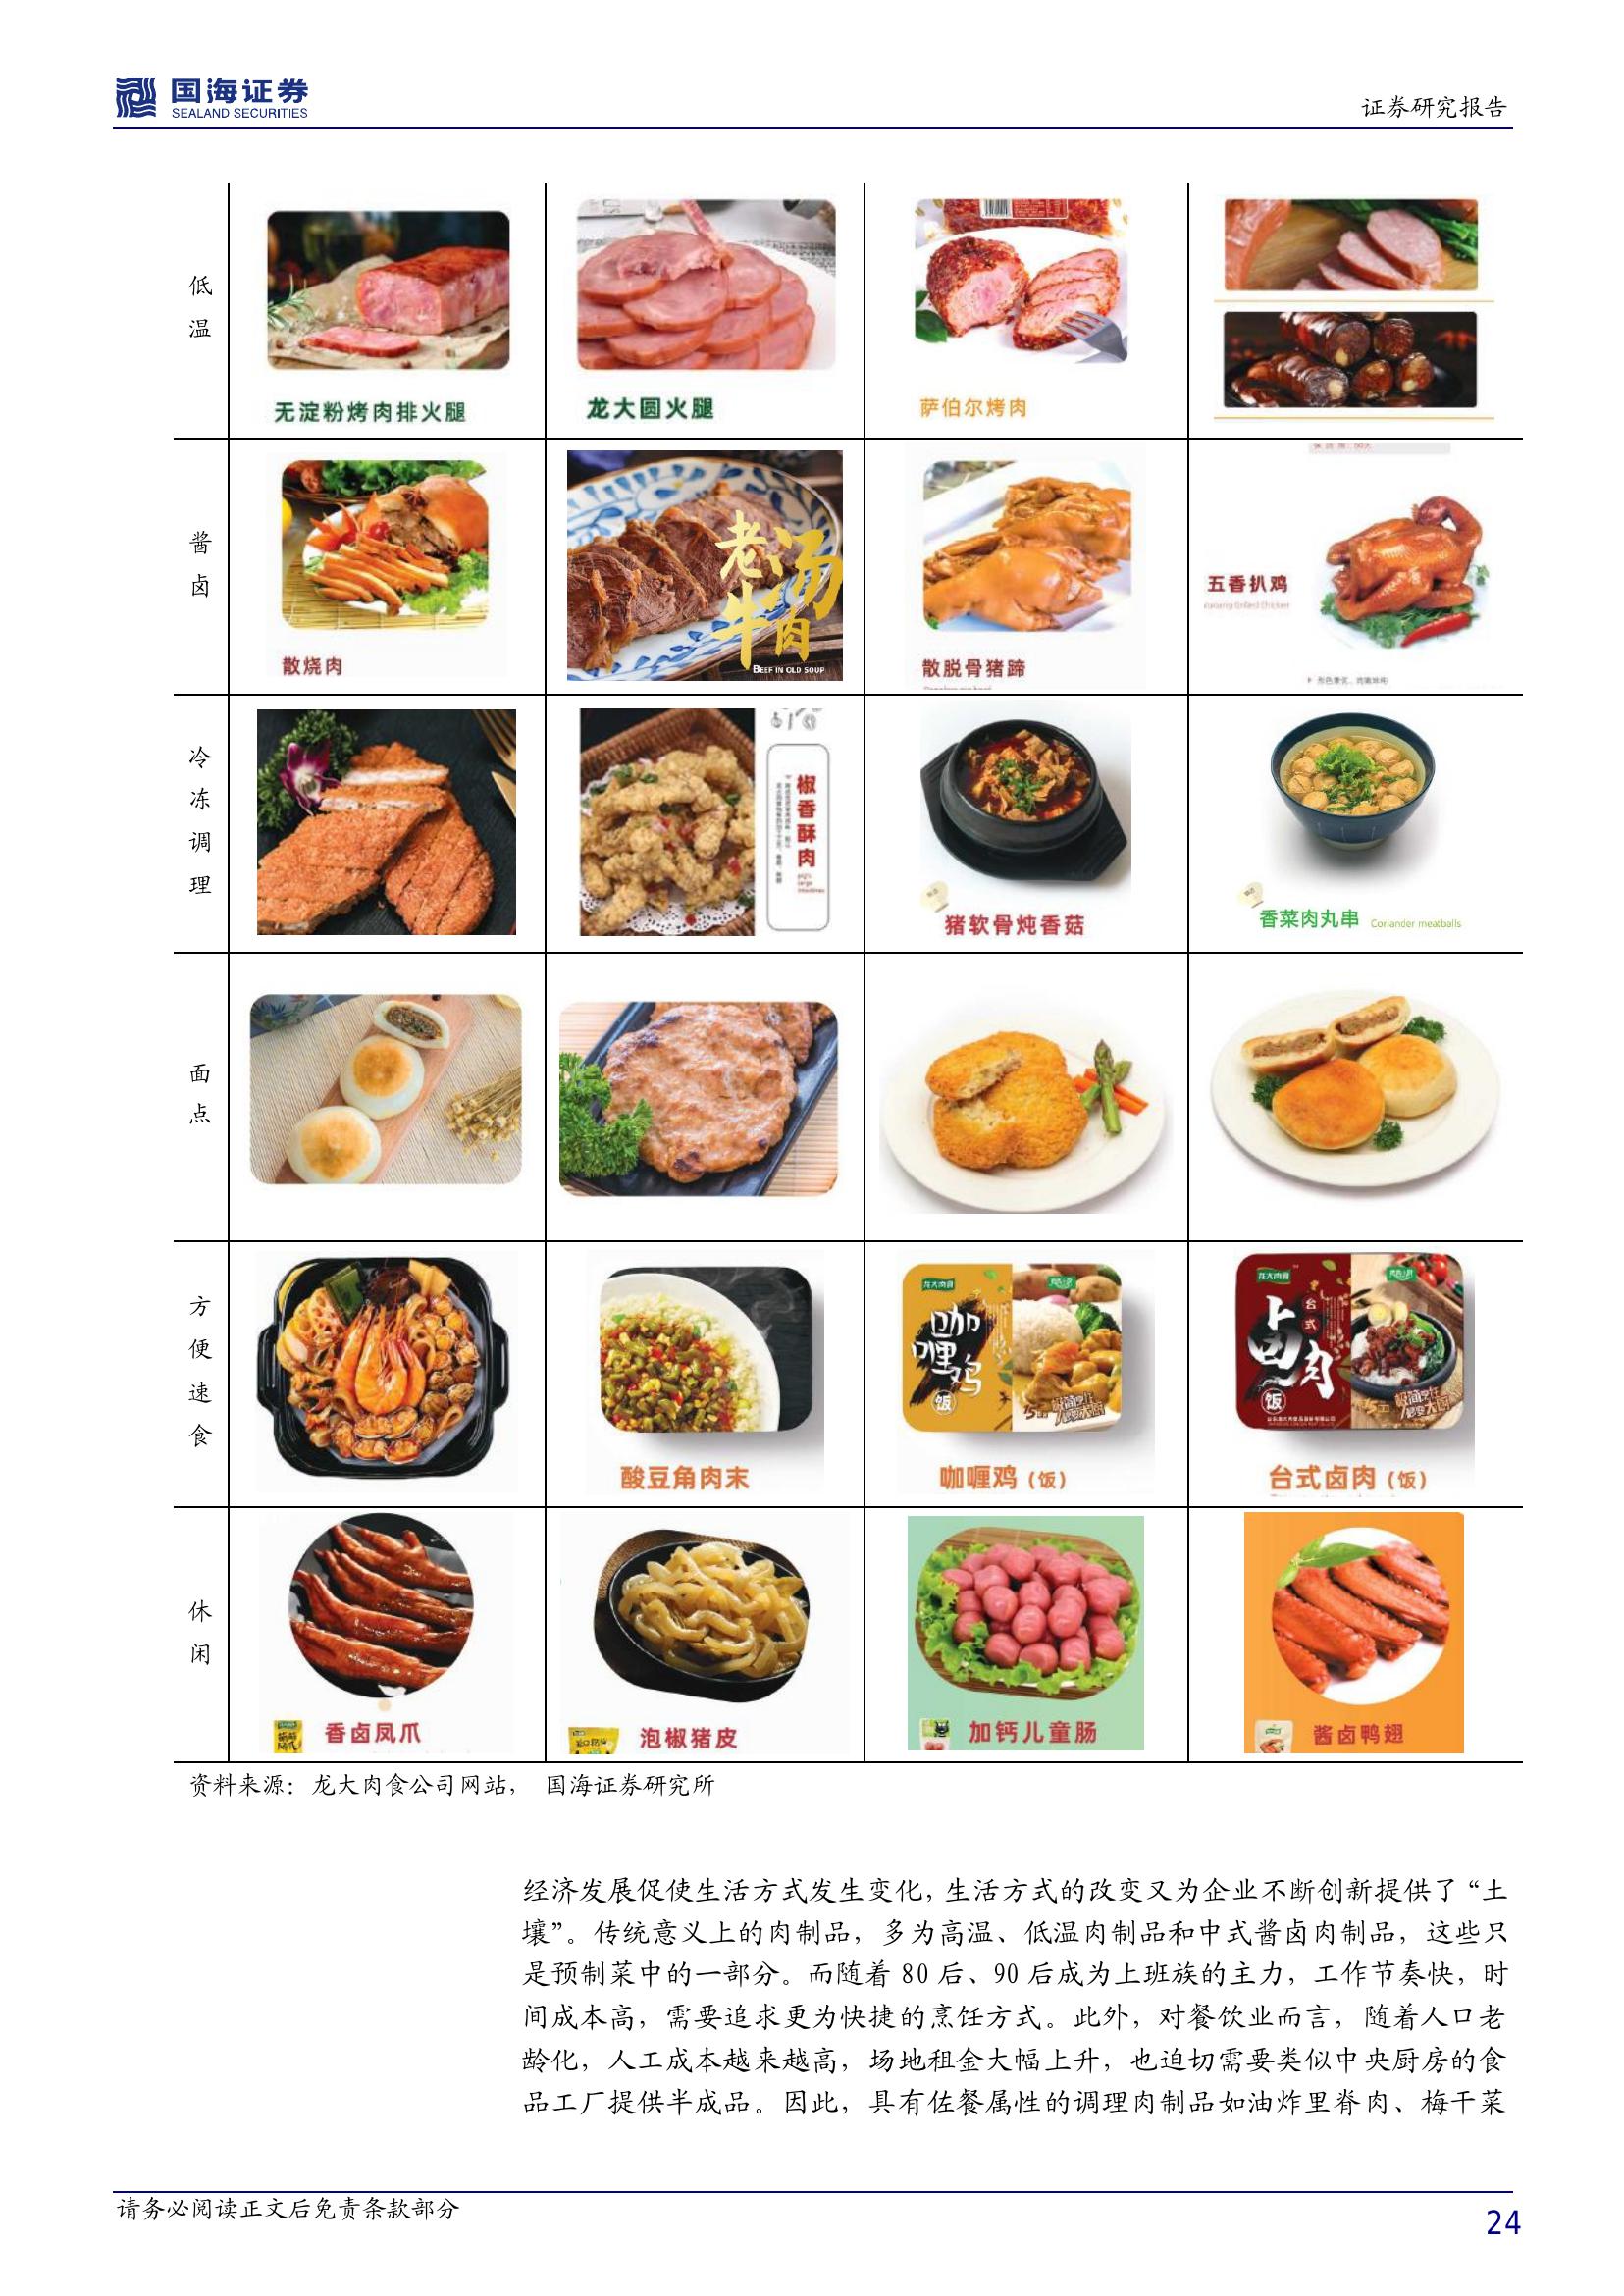 国海证券
SEALAND SECURITIES
证券研究报告
低温
无淀粉烤肉排火腿
龙大圆火腿
萨伯尔烤肉
酱卤
散烧肉
老汤牛肉
BEEF IN OLD SOUP
散脱骨猪蹄
五香扒鸡
冷冻调理
椒香酥肉
猪软骨炖香菇
香菜肉丸串 Coriander meatballs
面点
方便速食
酸豆角肉末
龙大肉食
咖喱鸡饭
咖喱鸡（饭）
龙大肉食
台式卤肉饭
台式卤肉（饭）
休闲
香卤凤爪
泡椒猪皮
加钙儿童肠
酱卤鸭翅
资料来源：龙大肉食公司网站， 国海证券研究所
经济发展促使生活方式发生变化，生活方式的改变又为企业不断创新提供了“土
壤”。传统意义上的肉制品，多为高温、低温肉制品和中式酱卤肉制品，这些只
是预制菜中的一部分。而随着 80 后、90 后成为上班族的主力，工作节奏快，时
间成本高，需要追求更为快捷的烹饪方式。此外，对餐饮业而言，随着人口老
龄化，人工成本越来越高，场地租金大幅上升，也迫切需要类似中央厨房的食
品工厂提供半成品。因此，具有佐餐属性的调理肉制品如油炸里脊肉、梅干菜
请务必阅读正文后免责条款部分
24